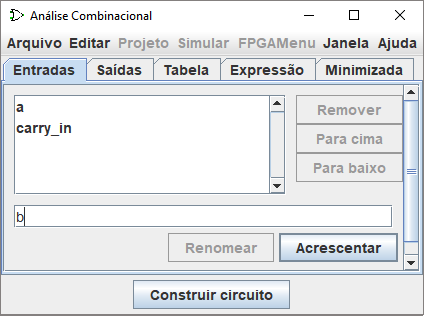 Análise Combinacional
Arquivo Editar Projeto Simular FPGAMenu Janela Ajuda
Entradas Saídas Tabela Expressão Minimizada
a
carry_in
Remover
Para cima
Para baixo
b
Renomear Acrescentar
Construir circuito